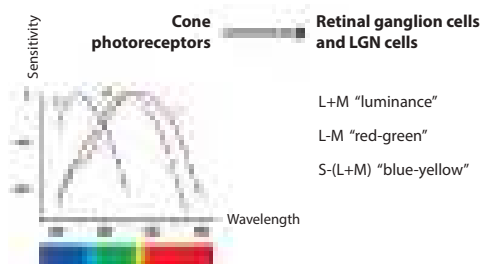 Cone
photoreceptors
Retinal ganglion cells
and LGN cells
Sensitivity
L+M “luminance”
L-M “red-green”
S-(L+M) “blue-yellow”
Wavelength